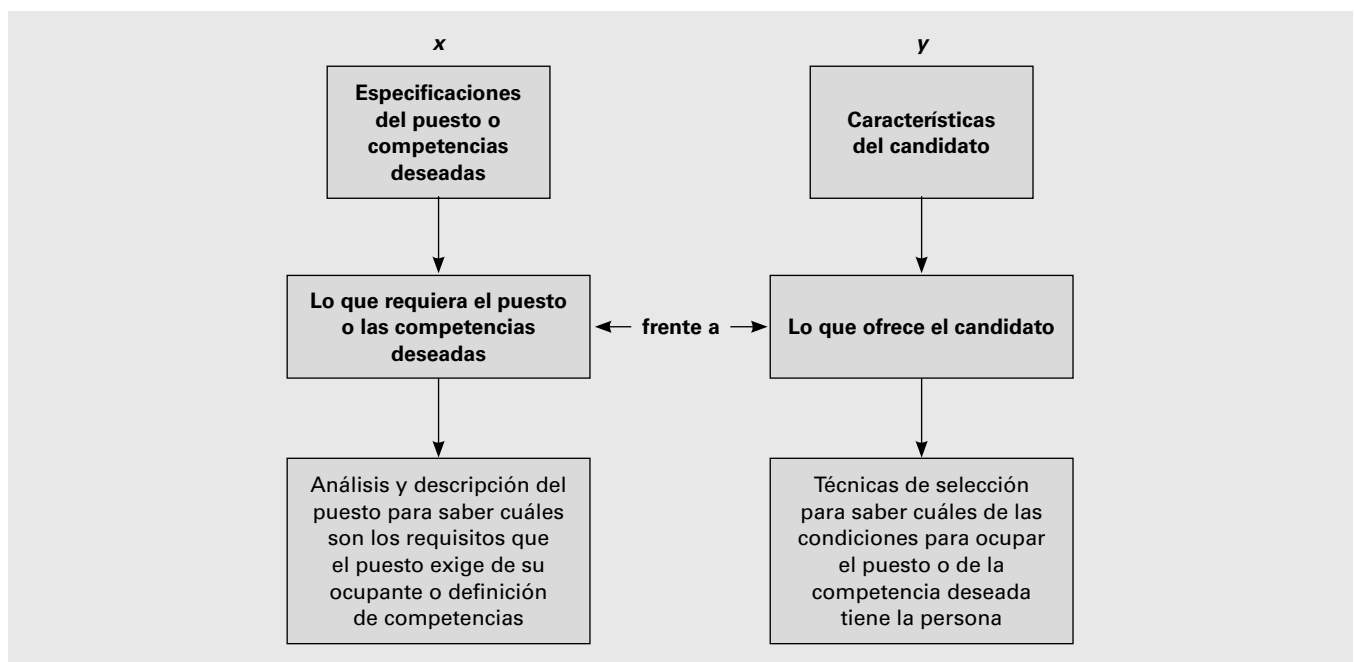 x
Especificaciones
del puesto o
competencias
deseadas
y
Características
del candidato
Lo que requiera el puesto
o las competencias
deseadas
frente a
Lo que ofrece el candidato
Análisis y descripción del
puesto para saber cuáles
son los requisitos que
el puesto exige de su
ocupante o definición
de competencias
Técnicas de selección
para saber cuáles de las
condiciones para ocupar
el puesto o de la
competencia deseada
tiene la persona